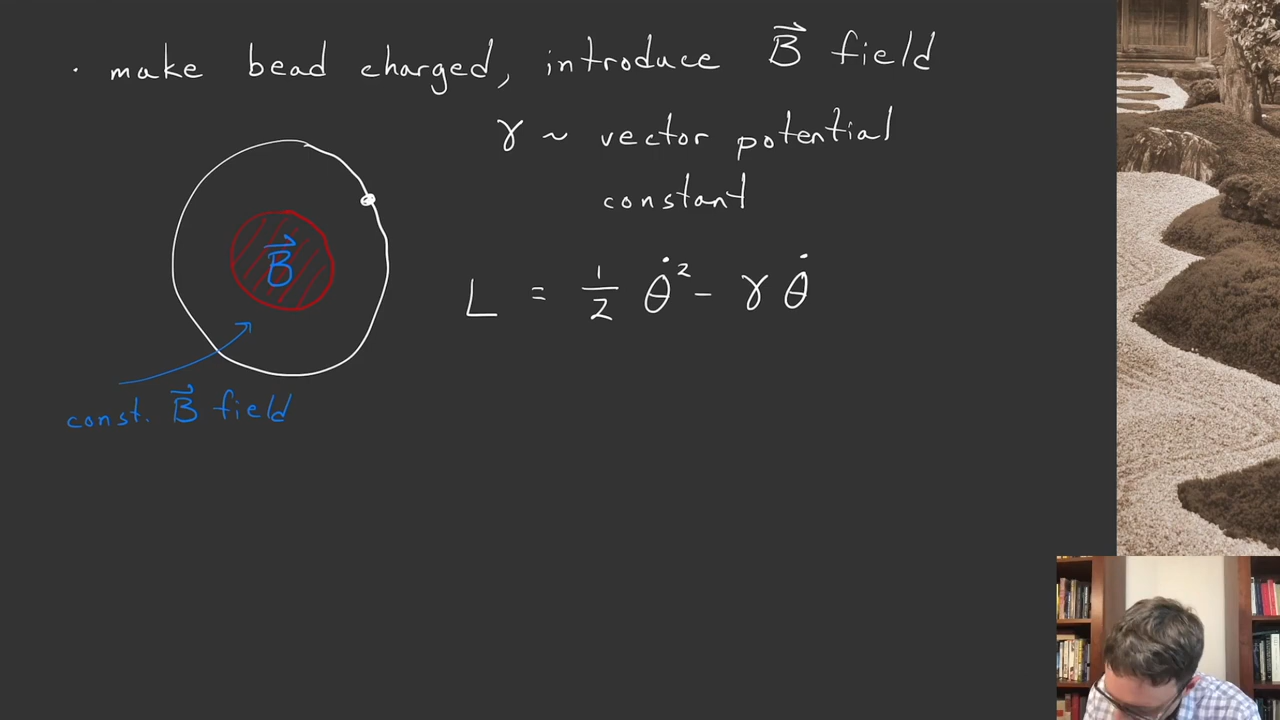 · make bead charged, introduce B⃗ field
γ ~ vector potential
constant
B⃗
L = 1/2 θ̇² - γ θ̇
const. B⃗ field